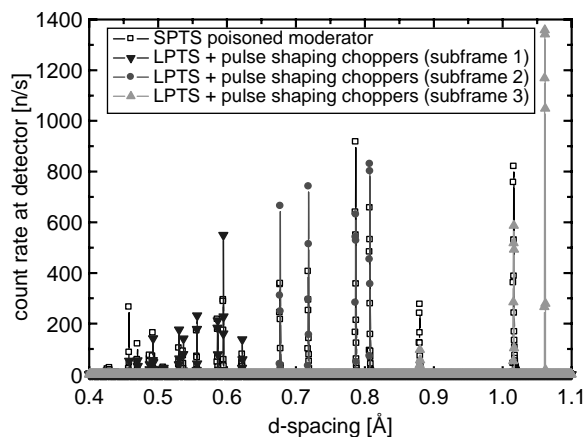 1400
1200
1000
800
600
400
200
0
count rate at detector [n/s]
SPTS poisoned moderator
LPTS + pulse shaping choppers (subframe 1)
LPTS + pulse shaping choppers (subframe 2)
LPTS + pulse shaping choppers (subframe 3)
0.4 0.5 0.6 0.7 0.8 0.9 1.0 1.1
d-spacing [Å]